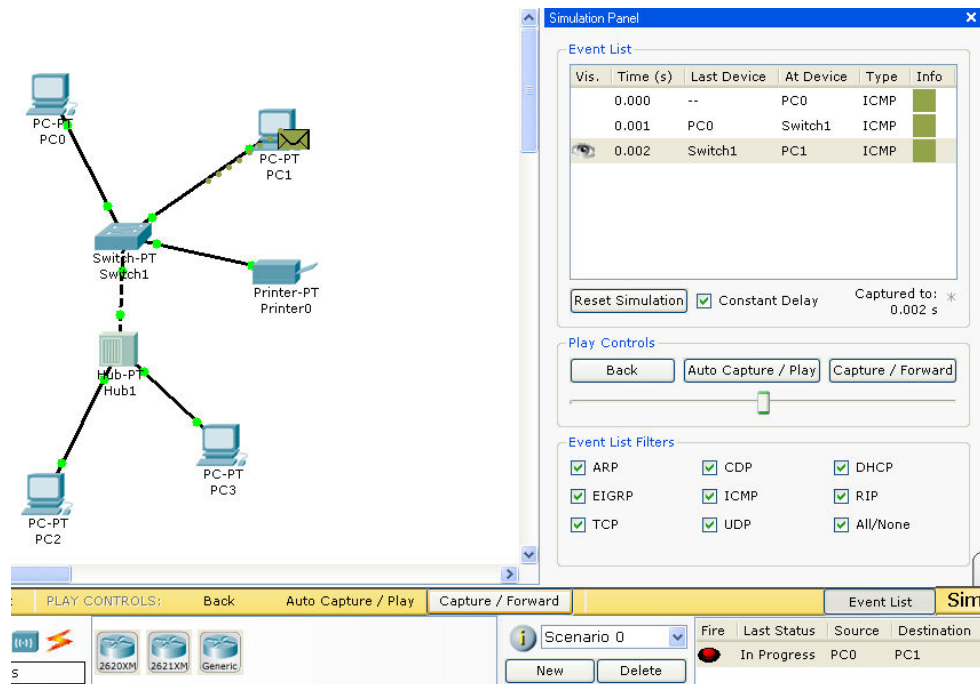 PC-PT
PC0
PC-PT
PC1
Switch-PT
Switch1
Printer-PT
Printer0
Hub-PT
Hub1
PC-PT
PC3
PC-PT
PC2
Simulation Panel
Event List
Vis. Time (s) Last Device At Device Type Info
0.000 -- PC0 ICMP
0.001 PC0 Switch1 ICMP
0.002 Switch1 PC1 ICMP
Reset Simulation Constant Delay Captured to: *
0.002 s
Play Controls
Back Auto Capture / Play Capture / Forward
Event List Filters
ARP CDP DHCP
EIGRP ICMP RIP
TCP UDP All/None
PLAY CONTROLS: Back Auto Capture / Play Capture / Forward Event List Sim
2620XM 2621XM Generic
s
i Scenario 0
New Delete
Fire Last Status Source Destination
In Progress PC0 PC1